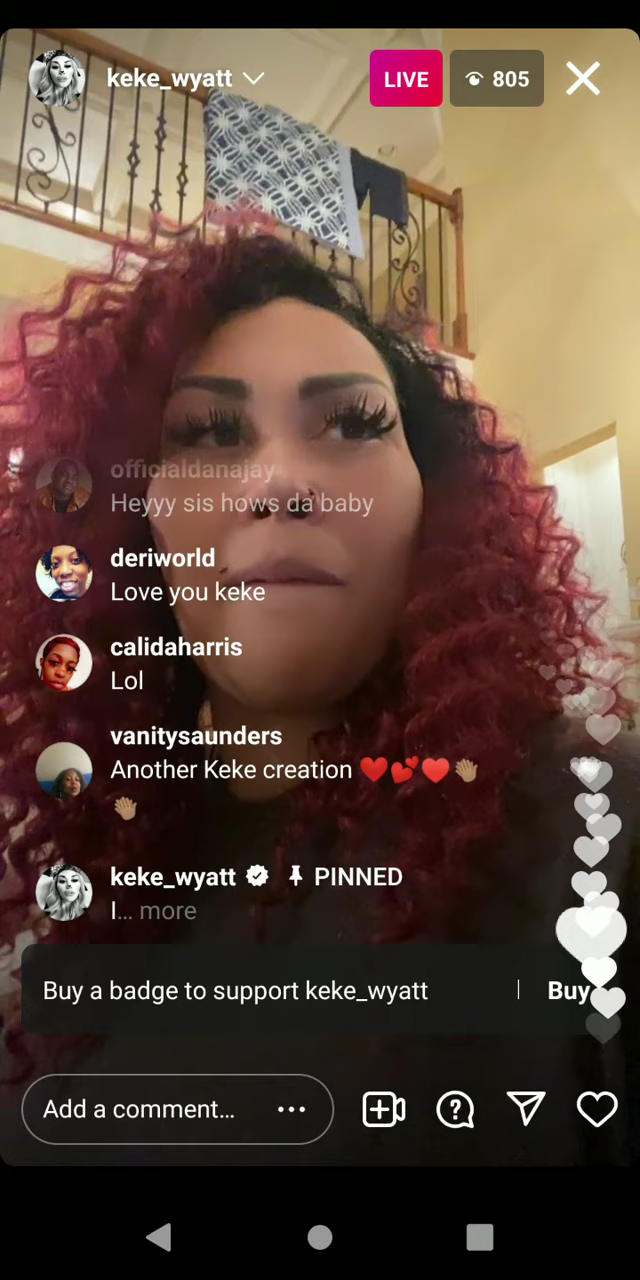 keke_wyatt
LIVE
805
officialdanajay
Heyyy sis hows da baby
deriworld
Love you keke
calidaharris
Lol
vanitysaunders
Another Keke creation ❤️💕♥️👋🏽
👋🏽
keke_wyatt PINNED
I... more
Buy a badge to support keke_wyatt | Buy
Add a comment...